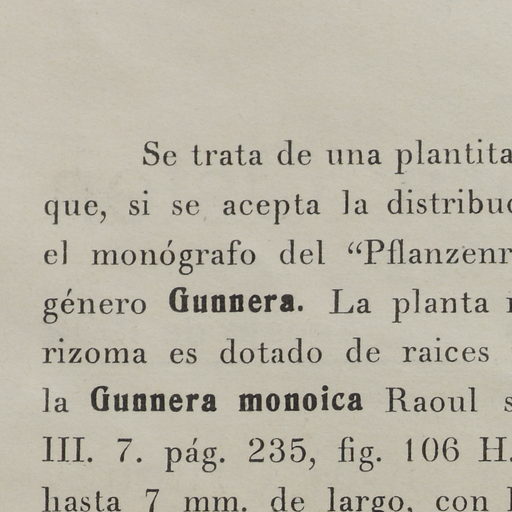 Se trata de una plantita
que, si se acepta la distribuc
el monógrafo del “Pflanzenr
género Gunnera. La planta
rizoma es dotado de raices
la Gunnera monoica Raoul s
III. 7. pág. 235, fig. 106 H.
hasta 7 mm. de largo, con